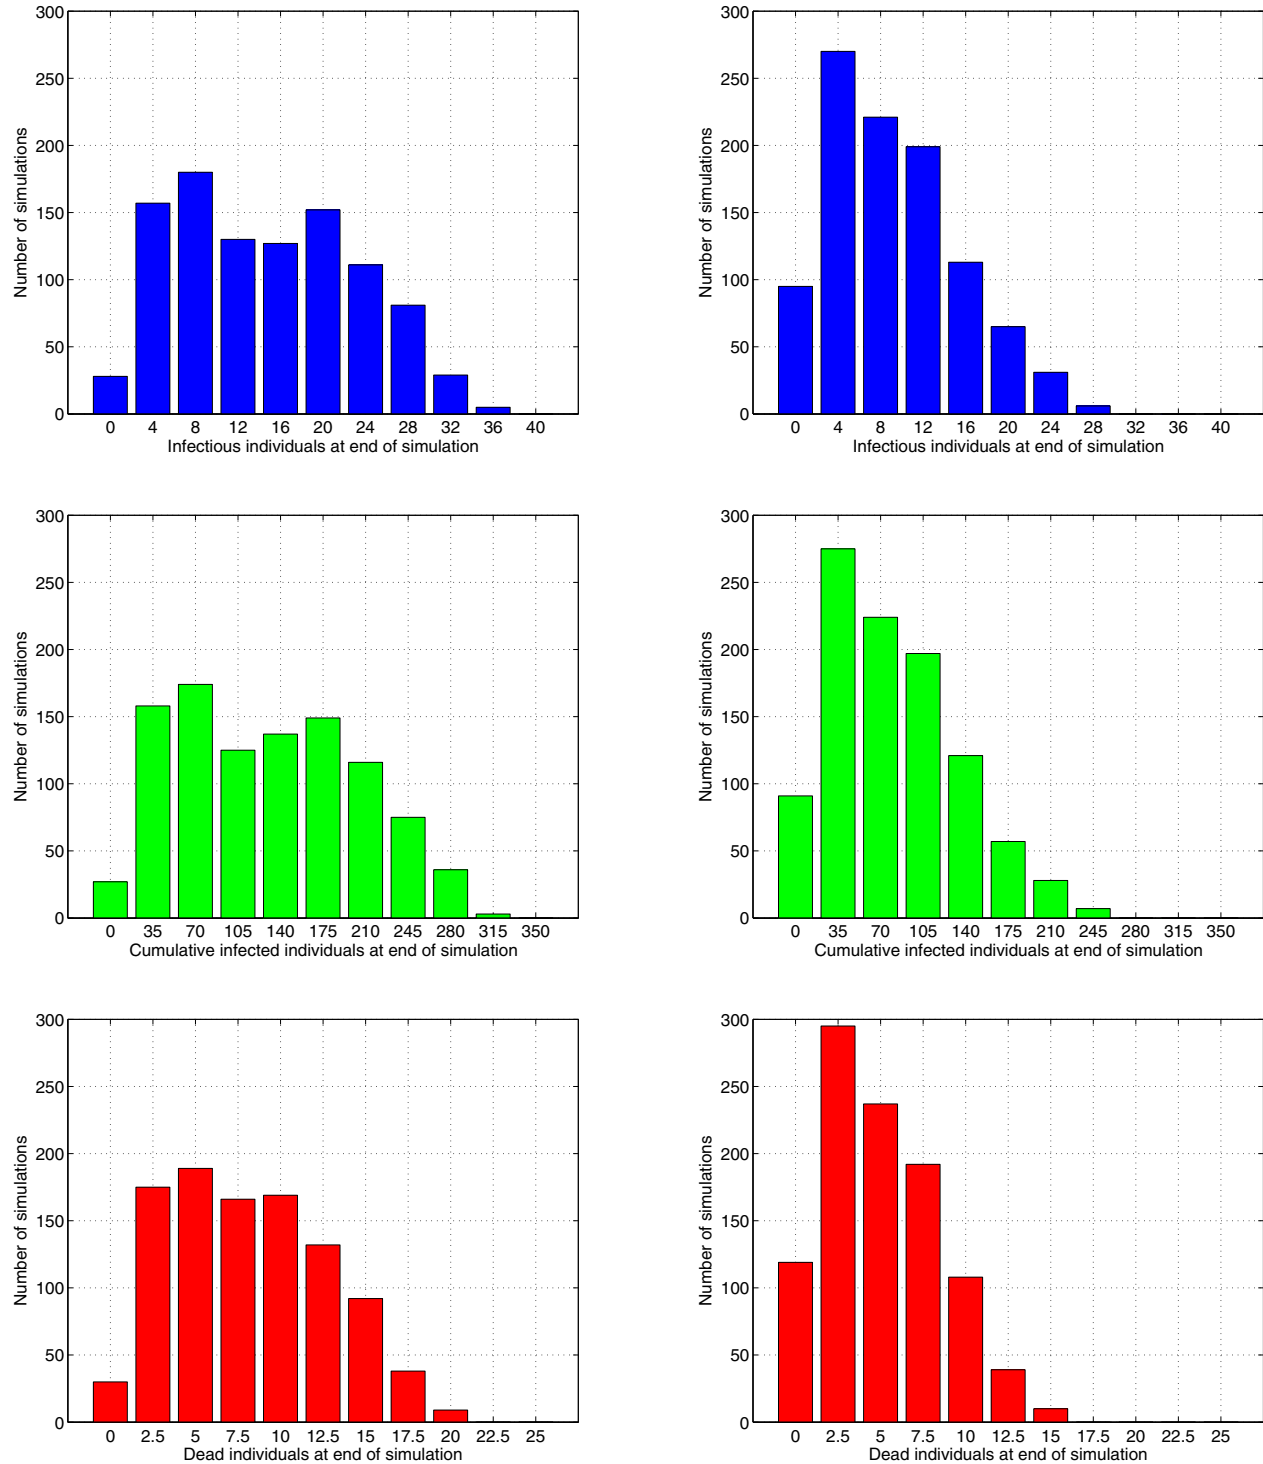 300
250
200
150
100
50
0
Number of simulations
0 4 8 12 16 20 24 28 32 36 40
Infectious individuals at end of simulation
300
250
200
150
100
50
0
Number of simulations
0 4 8 12 16 20 24 28 32 36 40
Infectious individuals at end of simulation
300
250
200
150
100
50
0
Number of simulations
0 35 70 105 140 175 210 245 280 315 350
Cumulative infected individuals at end of simulation
300
250
200
150
100
50
0
Number of simulations
0 35 70 105 140 175 210 245 280 315 350
Cumulative infected individuals at end of simulation
300
250
200
150
100
50
0
Number of simulations
0 2.5 5 7.5 10 12.5 15 17.5 20 22.5 25
Dead individuals at end of simulation
300
250
200
150
100
50
0
Number of simulations
0 2.5 5 7.5 10 12.5 15 17.5 20 22.5 25
Dead individuals at end of simulation